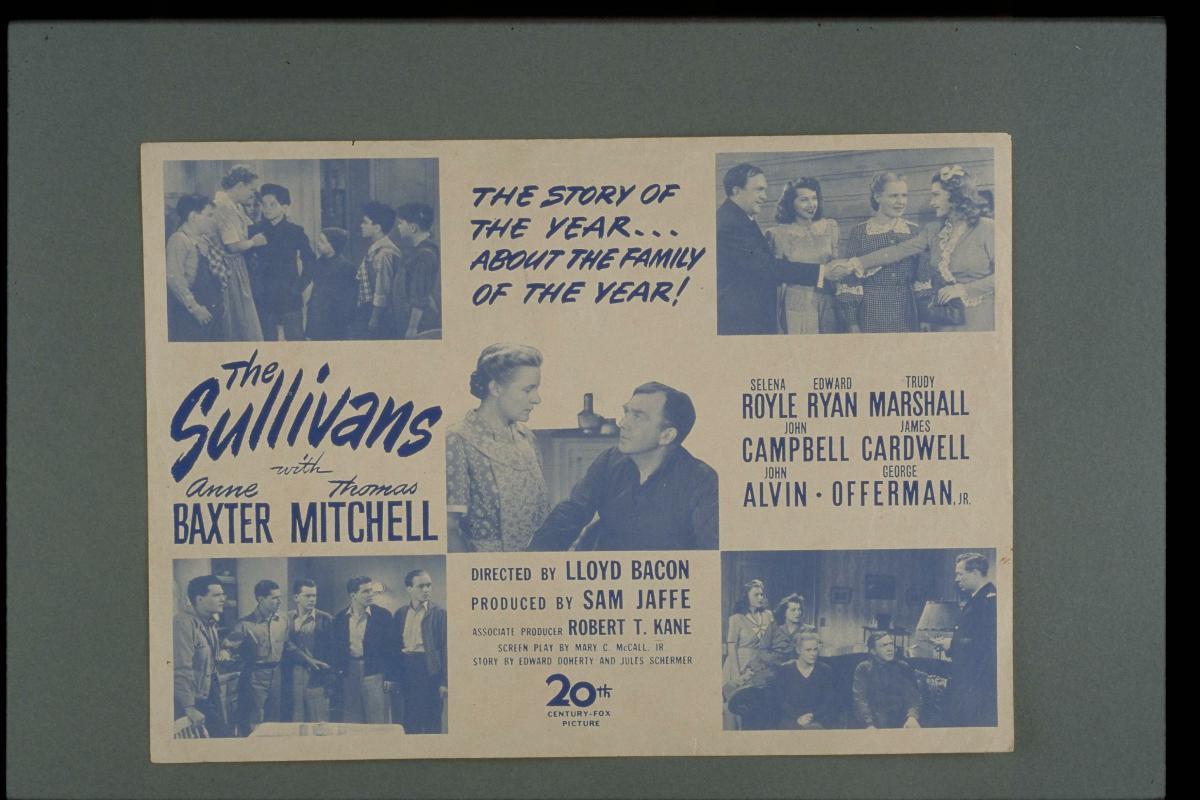 THE STORY OF
THE YEAR...
ABOUT THE FAMILY
OF THE YEAR!
The
Sullivans
with
Anne Thomas
BAXTER MITCHELL
SELENA EDWARD TRUDY
ROYLE RYAN MARSHALL
JOHN JAMES
CAMPBELL CARDWELL
JOHN GEORGE
ALVIN • OFFERMAN, JR.
DIRECTED BY LLOYD BACON
PRODUCED BY SAM JAFFE
ASSOCIATE PRODUCER ROBERT T. KANE
SCREEN PLAY BY MARY C. McCALL, JR
STORY BY EDWARD DOHERTY AND JULES SCHERMER
20th
CENTURY-FOX
PICTURE